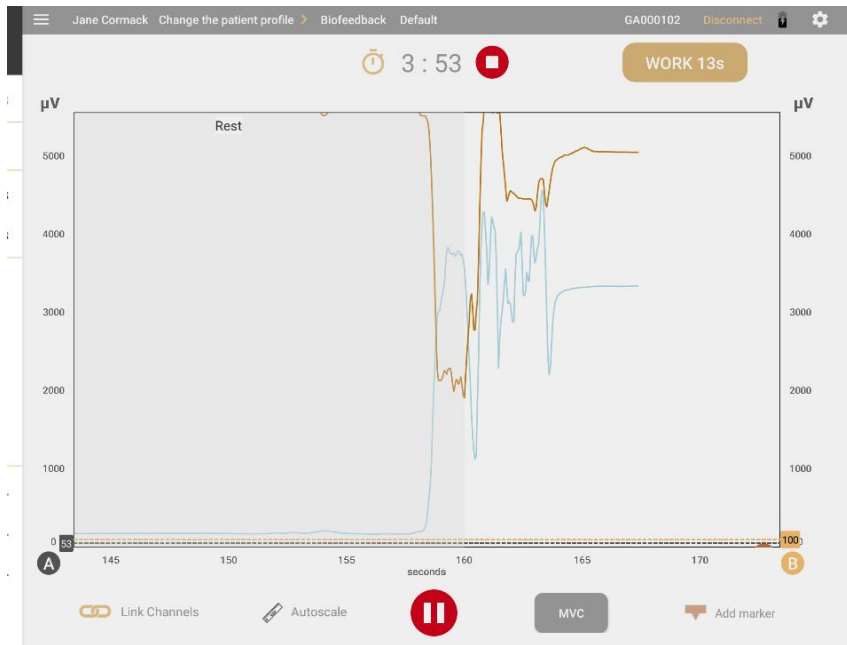 Jane Cormack Change the patient profile > Biofeedback Default GA000102 Disconnect
3 : 53 WORK 13s
µV µV
Rest
5000 5000
4000 4000
3000 3000
2000 2000
1000 1000
0 53 100
A B
145 150 155 160 165 170
seconds
Link Channels Autoscale MVC Add marker